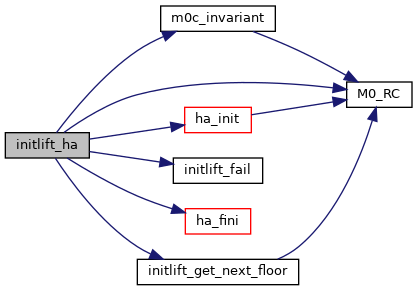 m0c_invariant
M0_RC
ha_init
initlift_ha
initlift_fail
ha_fini
initlift_get_next_floor